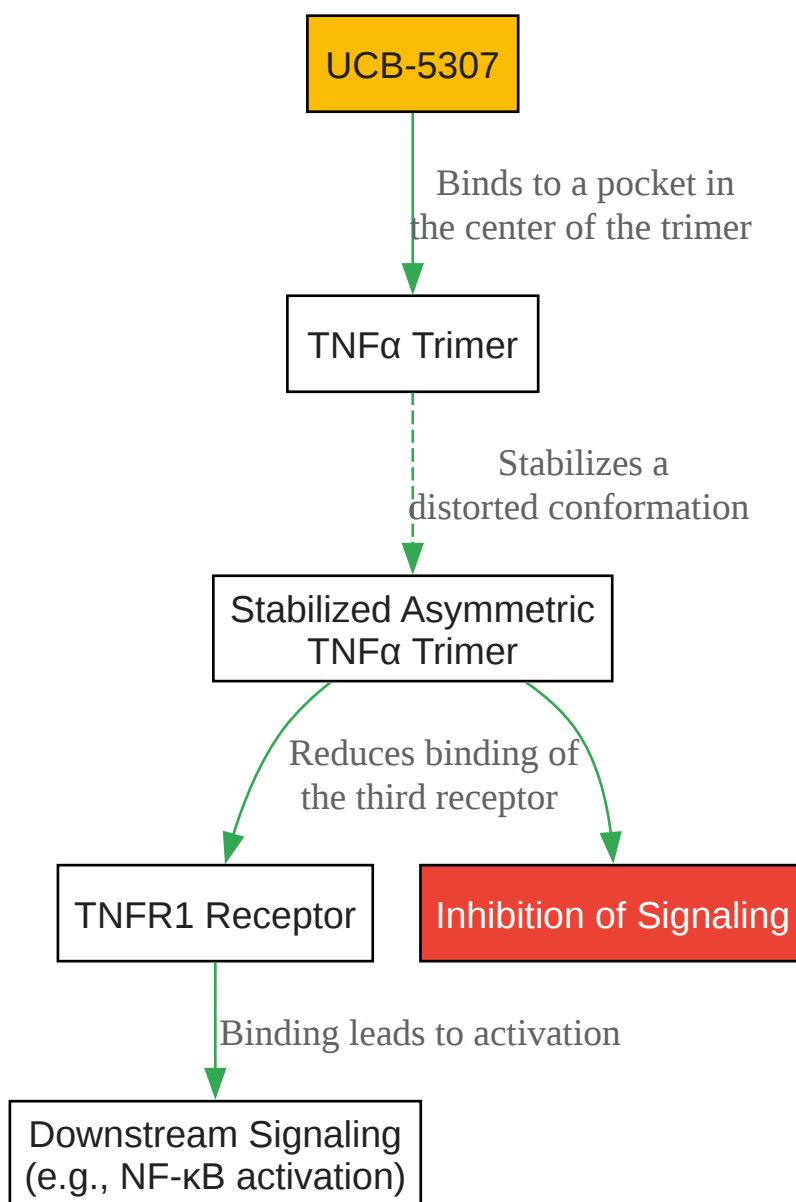 UCB-5307
Binds to a pocket in
the center of the trimer
TNFα Trimer
Stabilizes a
distorted conformation
Stabilized Asymmetric
TNFα Trimer
Reduces binding of
the third receptor
TNFR1 Receptor
Inhibition of Signaling
Binding leads to activation
Downstream Signaling
(e.g., NF-κB activation)